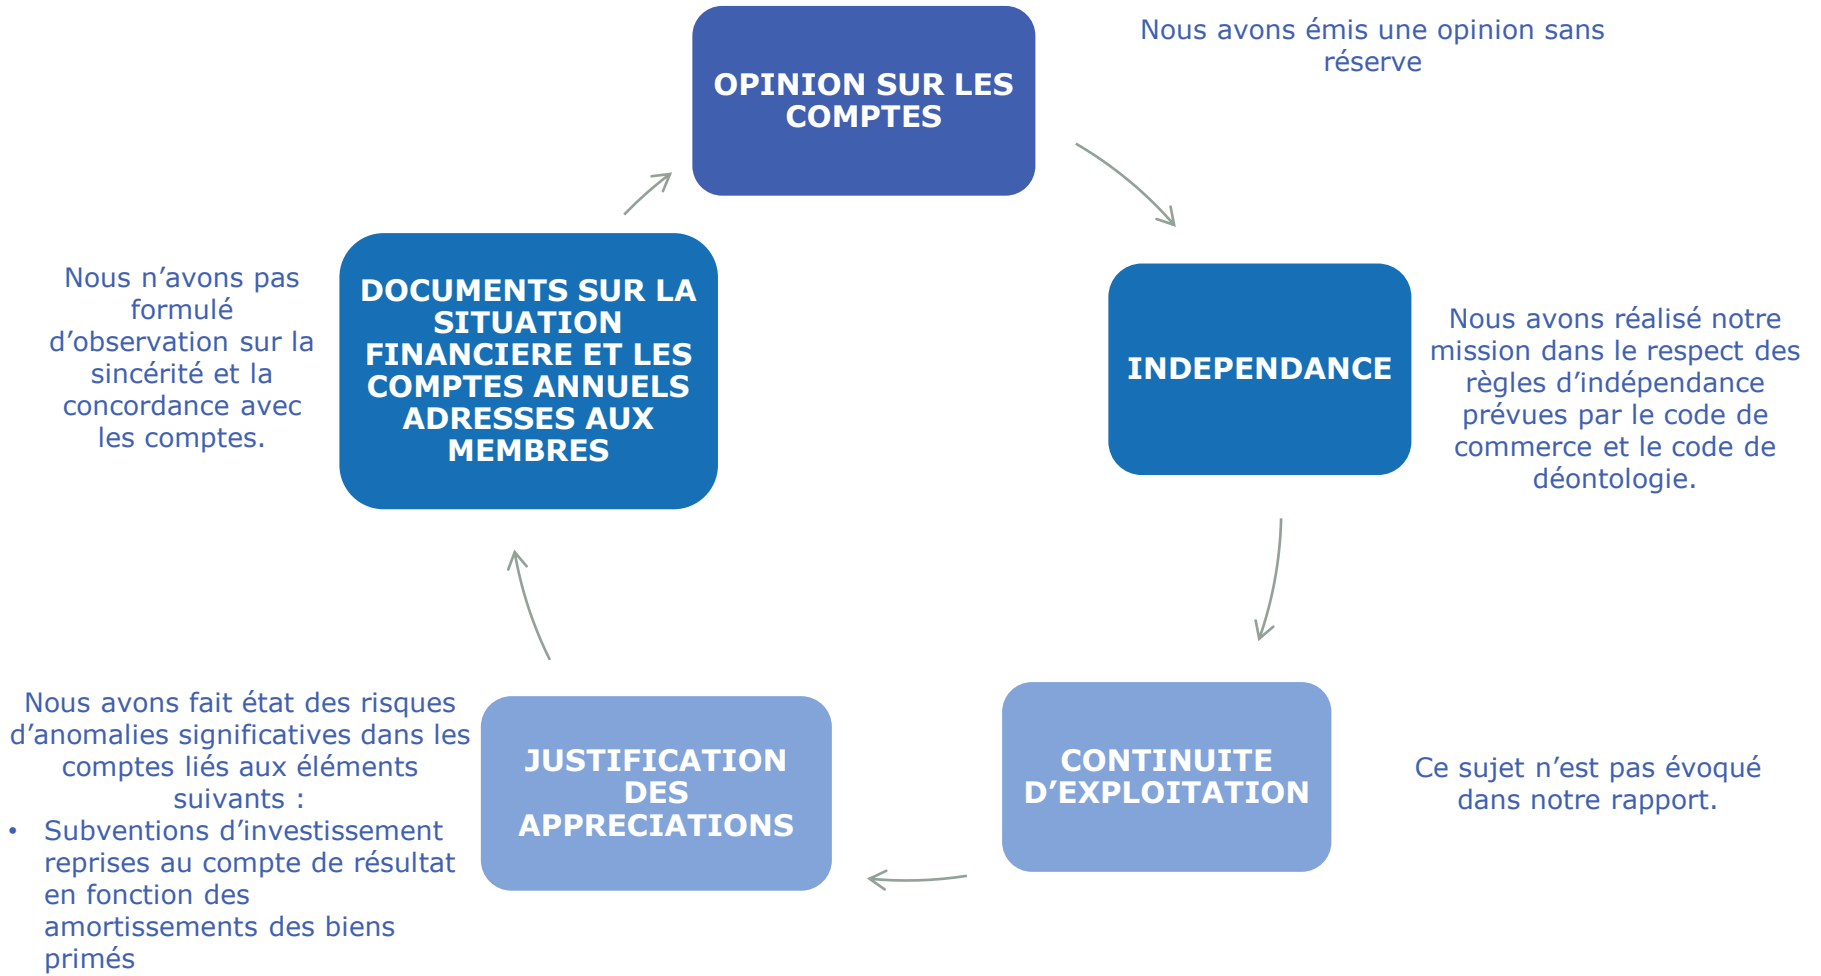 OPINION SUR LES
COMPTES
Nous avons émis une opinion sans
réserve
INDEPENDANCE
Nous avons réalisé notre
mission dans le respect des
règles d’indépendance
prévues par le code de
commerce et le code de
déontologie.
CONTINUITE
D’EXPLOITATION
Ce sujet n’est pas évoqué
dans notre rapport.
JUSTIFICATION
DES
APPRECIATIONS
Nous avons fait état des risques
d’anomalies significatives dans les
comptes liés aux éléments
suivants :
• Subventions d’investissement
reprises au compte de résultat
en fonction des
amortissements des biens
primés
DOCUMENTS SUR LA
SITUATION
FINANCIERE ET LES
COMPTES ANNUELS
ADRESSES AUX
MEMBRES
Nous n’avons pas
formulé
d’observation sur la
sincérité et la
concordance avec
les comptes.